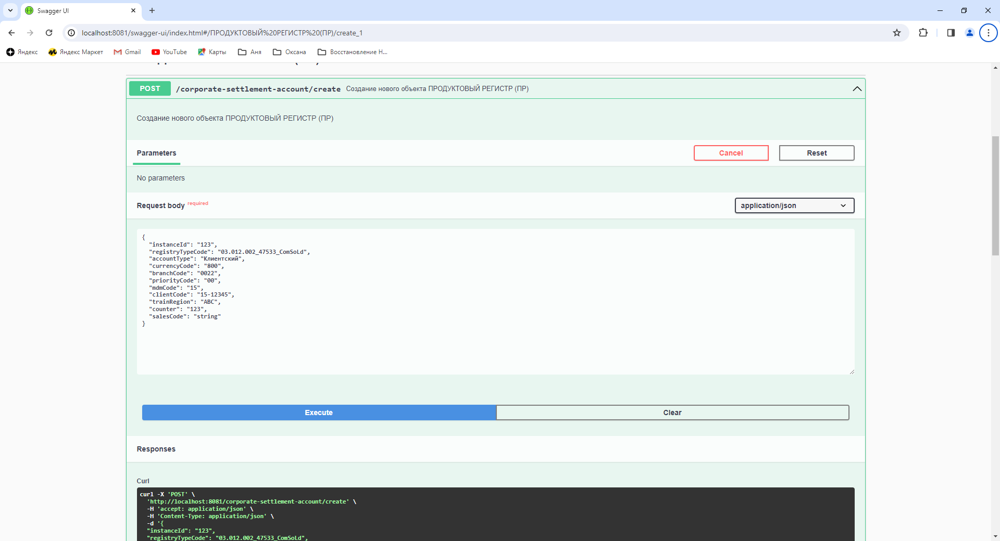 Swagger UI
localhost:8081/swagger-ui/index.html#/ПРОДУКТОВЫЙ%20РЕГИСТР%20(ПР)/create_1
Яндекс Яндекс Маркет Gmail YouTube Карты Аня Оксана Восстановление Н...
POST /corporate-settlement-account/create Создание нового объекта ПРОДУКТОВЫЙ РЕГИСТР (ПР)
Создание нового объекта ПРОДУКТОВЫЙ РЕГИСТР (ПР)
Parameters Cancel Reset
No parameters
Request body required application/json
{
"instanceId": "123",
"registryTypeCode": "03.012.002_47533_ComSoLd",
"accountType": "Клиентский",
"currencyCode": "800",
"branchCode": "0022",
"priorityCode": "00",
"mdmCode": "15",
"clientCode": "15-12345",
"trainRegion": "ABC",
"counter": "123",
"salesCode": "string"
}
Execute Clear
Responses
Curl
curl -X 'POST' \
'http://localhost:8081/corporate-settlement-account/create' \
-H 'accept: application/json' \
-H 'Content-Type: application/json' \
-d '{
"instanceId": "123",
"registryTypeCode": "03.012.002_47533_ComSoLd",